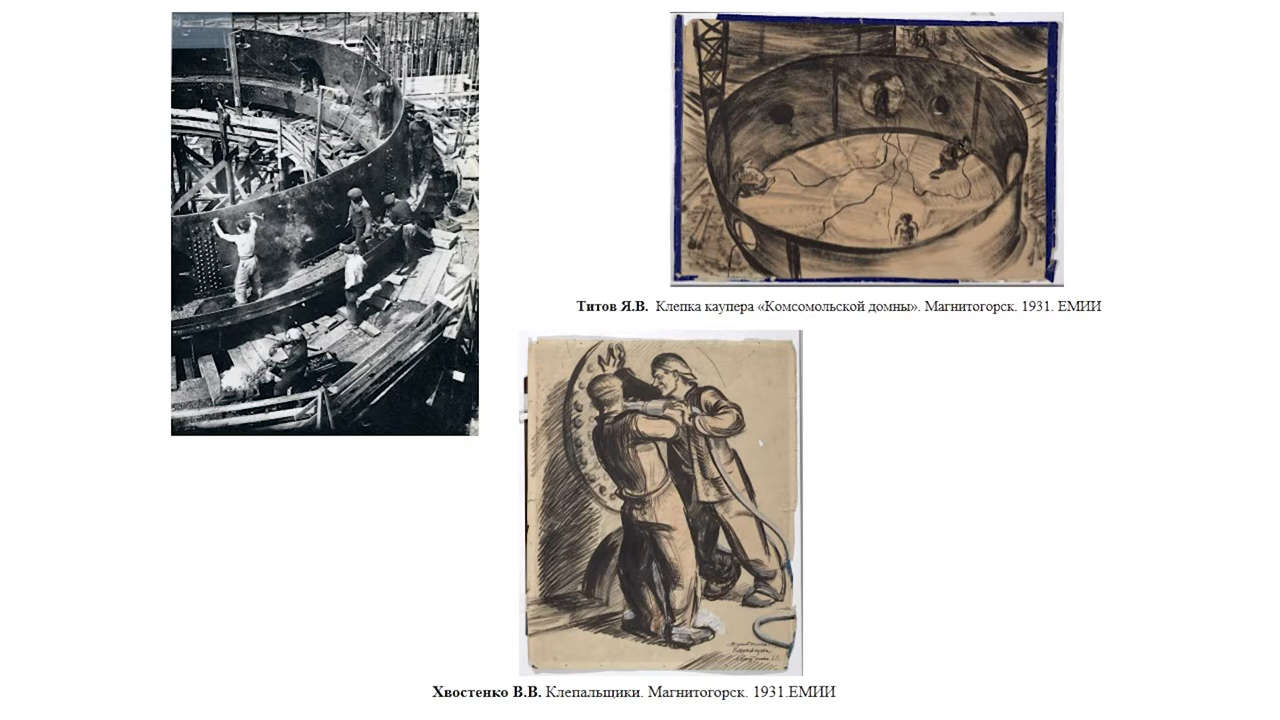 Титов Я.В. Клепка каупера «Комсомольской домны». Магнитогорск. 1931. ЕМИИ
Хвостенко В.В. Клепальщики. Магнитогорск. 1931.ЕМИИ